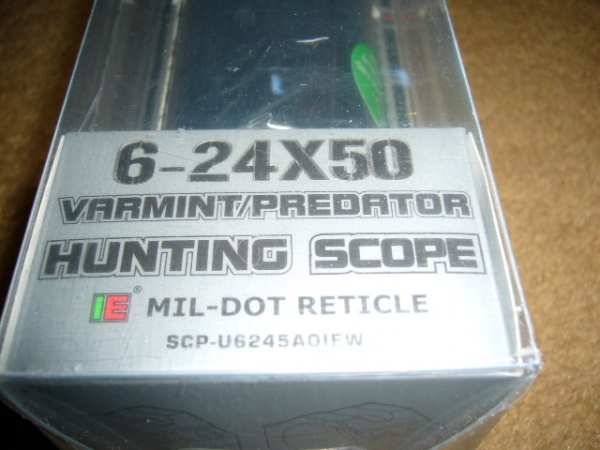 6-24X50
VARMINT/PREDATOR
HUNTING SCOPE
IE® MIL-DOT RETICLE
SCP-U6245AOIEW